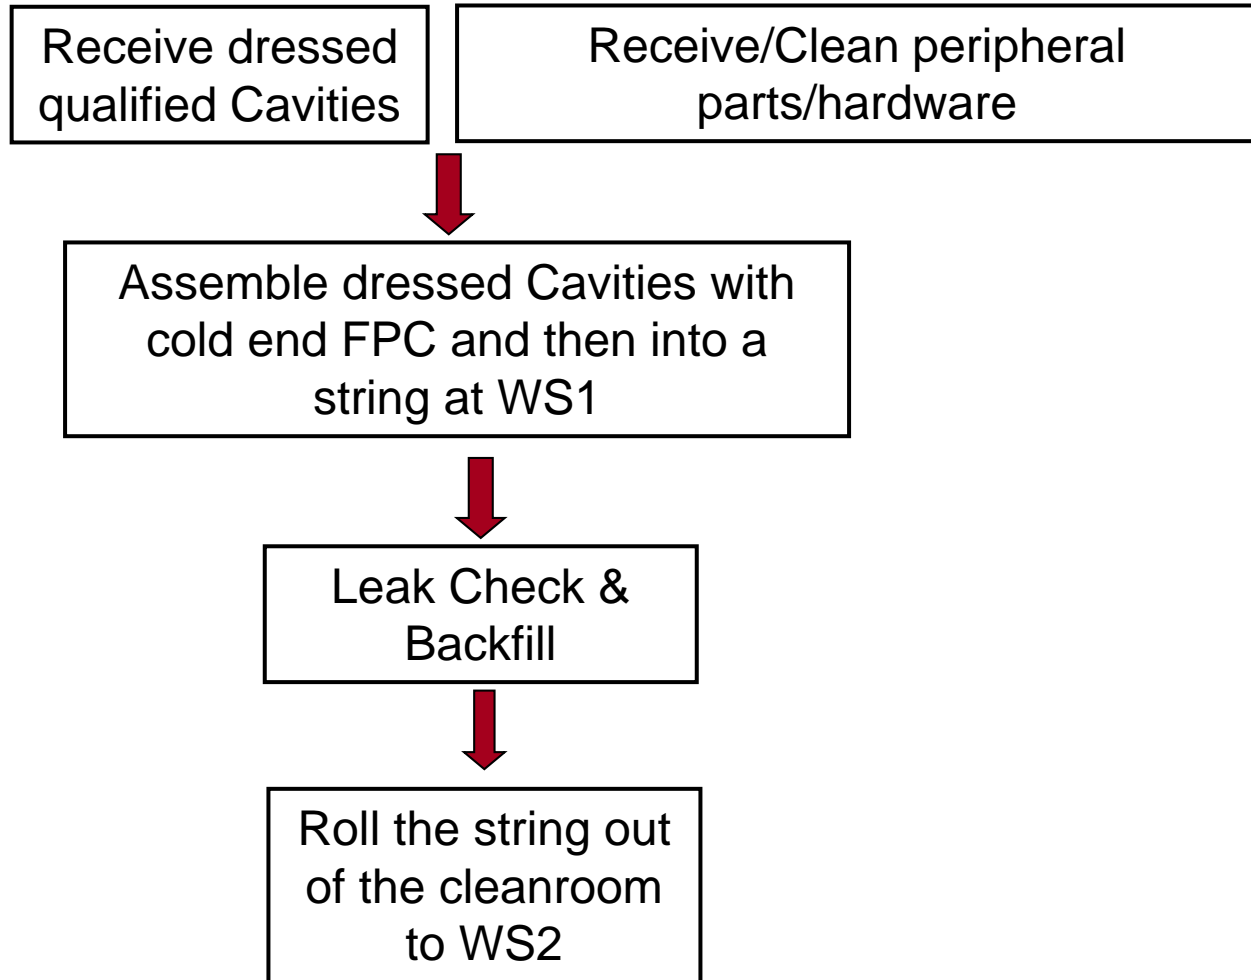 Receive dressed
qualified Cavities
Receive/Clean peripheral
parts/hardware
Assemble dressed Cavities with
cold end FPC and then into a
string at WS1
Leak Check &
Backfill
Roll the string out
of the cleanroom
to WS2